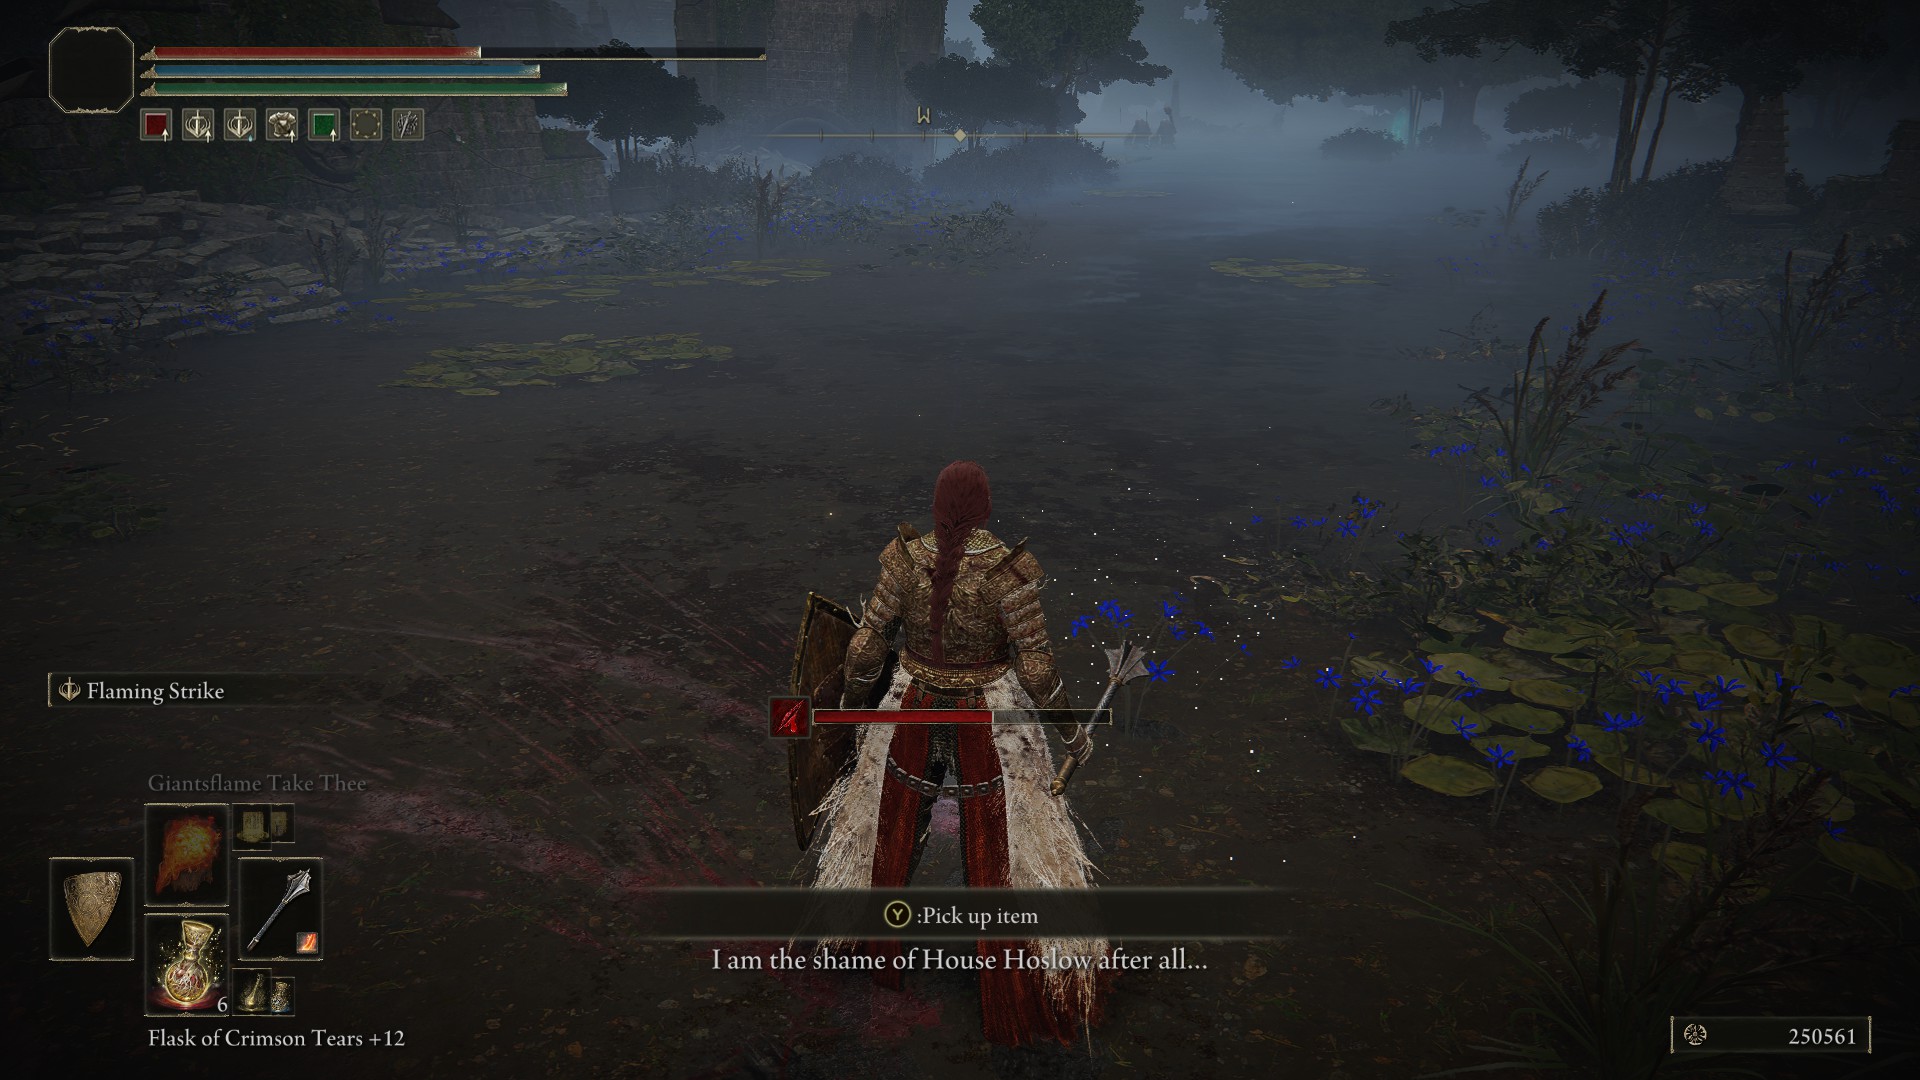 W
Flaming Strike
Giantsflame Take Thee
6
Flask of Crimson Tears +12
Y :Pick up item
I am the shame of House Hoslow after all...
250561